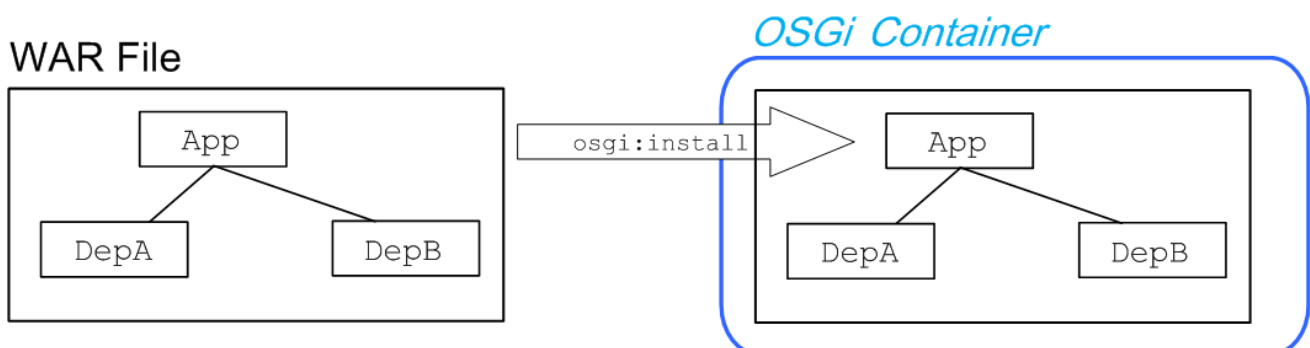 OSGi Container
WAR File
App
osgi:install
App
DepA
DepB
DepA
DepB